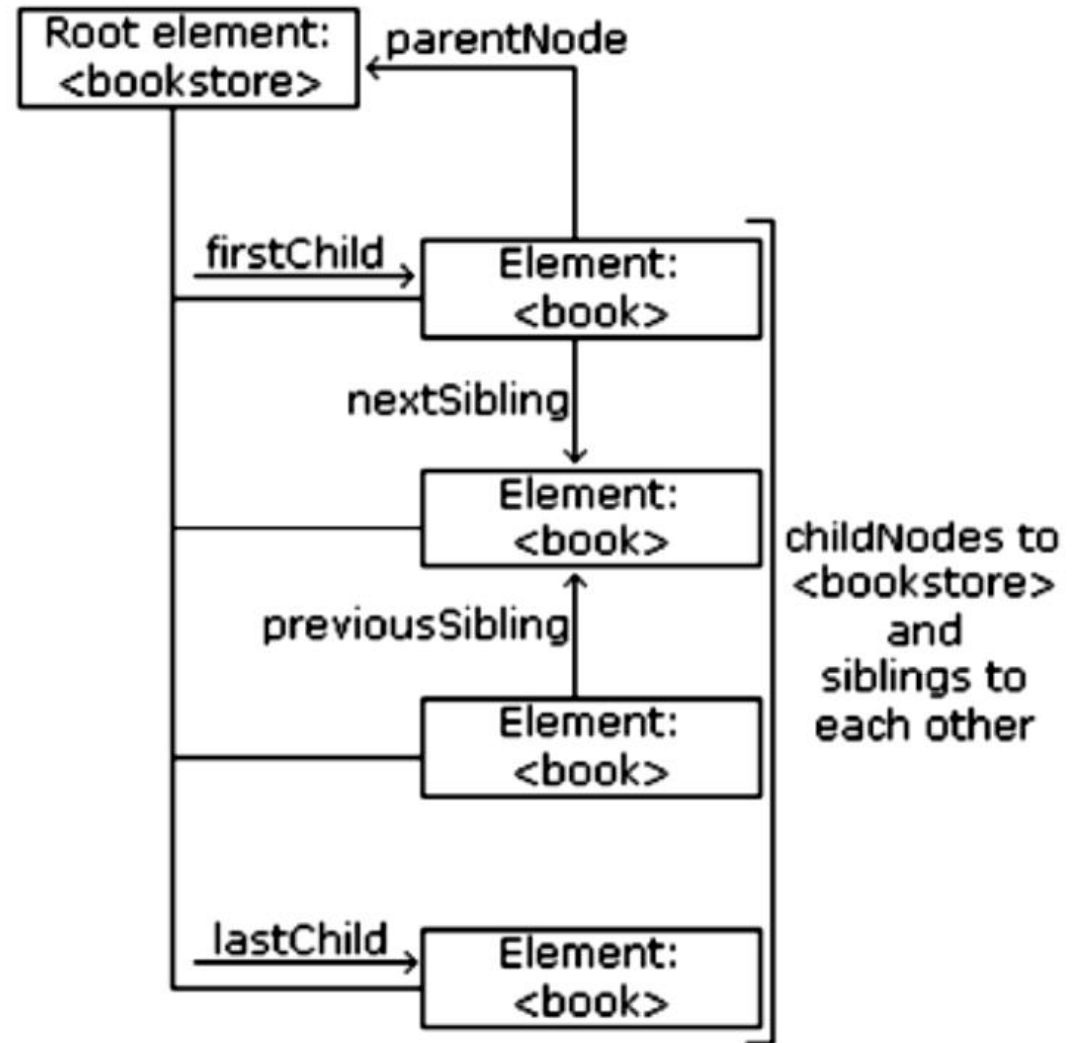 Root element:
<bookstore>
parentNode
firstChild
Element:
<book>
nextSibling
Element:
<book>
previousSibling
Element:
<book>
lastChild
Element:
<book>
childNodes to
<bookstore>
and
siblings to
each other